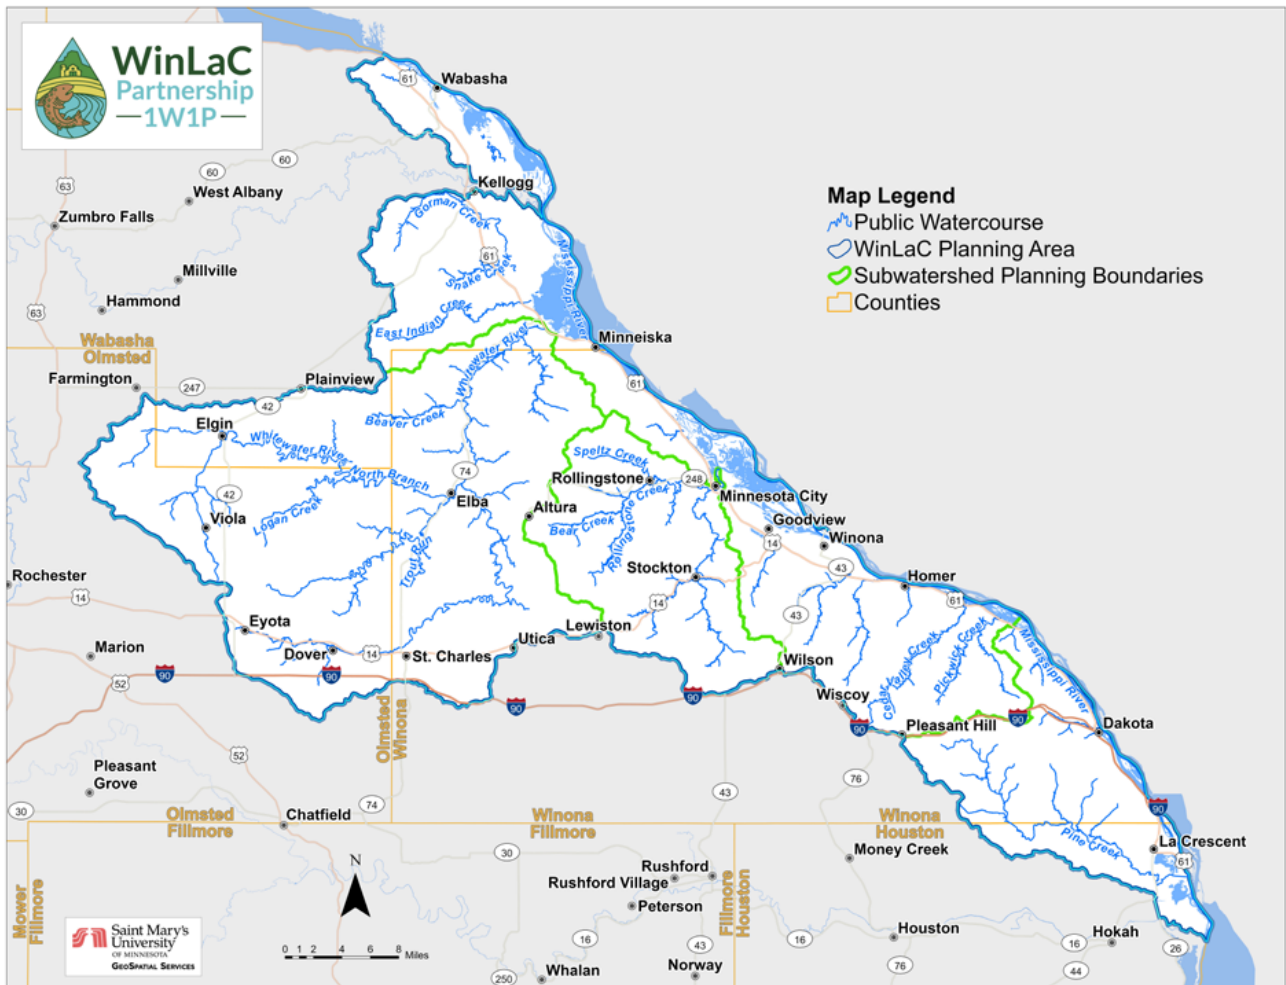 WinLaC
Partnership
1W1P
61
Wabasha
60
60
63
West Albany
Kellogg
Zumbro Falls
Gorman Creek
Map Legend
Public Watercourse
WinLaC Planning Area
Subwatershed Planning Boundaries
Counties
61
Mississippi River
Millville
Snake Creek
Hammond
63
East Indian Creek
Wabasha
Olmsted
Whitewater River
Minneiska
Farmington
247
Plainview
61
42
Beaver Creek
Elgin
Whitewater River
North Branch
Speltz Creek
74
Rollingstone
248
Minnesota City
42
Elba
Logan Creek
Altura
Rollingstone Creek
Bear Creek
Viola
Goodview
Winona
14
Trout Run
Stockton
43
Rochester
14
Homer
14
61
43
Eyota
Lewiston
Utica
Dover
14
St. Charles
Marion
Wilson
Cedar
Pickwick Creek
Mississippi River
90
52
90
90
90
Wiscoy
90
90
Olmsted
Winona
Pleasant Hill
Dakota
52
Pleasant
Grove
76
43
74
30
Chatfield
Olmsted
Fillmore
Winona
Fillmore
Winona
Houston
90
Pine Creek
La Crescent
61
30
Money Creek
N
Rushford
Rushford Village
Peterson
Mower
Fillmore
Fillmore
Houston
Saint Mary's
University
OF MINNESOTA
GEOSPATIAL SERVICES
0 1 2 4 6 8
Miles
16
43
16
Houston
Hokah
16
26
Whalan
250
Norway
76
44